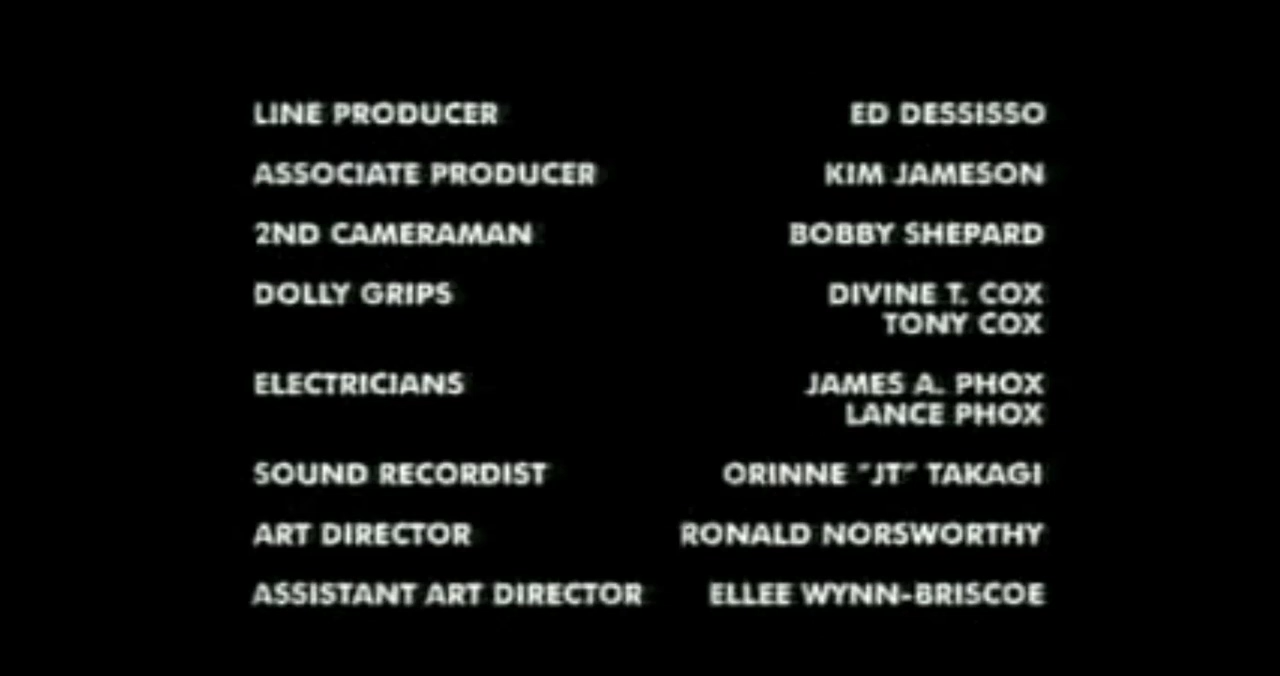 LINE PRODUCER ED DESSISSO
ASSOCIATE PRODUCER KIM JAMESON
2ND CAMERAMAN BOBBY SHEPARD
DOLLY GRIPS DIVINE T. COX
TONY COX
ELECTRICIANS JAMES A. PHOX
LANCE PHOX
SOUND RECORDIST ORINNE "JT" TAKAGI
ART DIRECTOR RONALD NORSWORTHY
ASSISTANT ART DIRECTOR ELLEE WYNN-BRISCOE